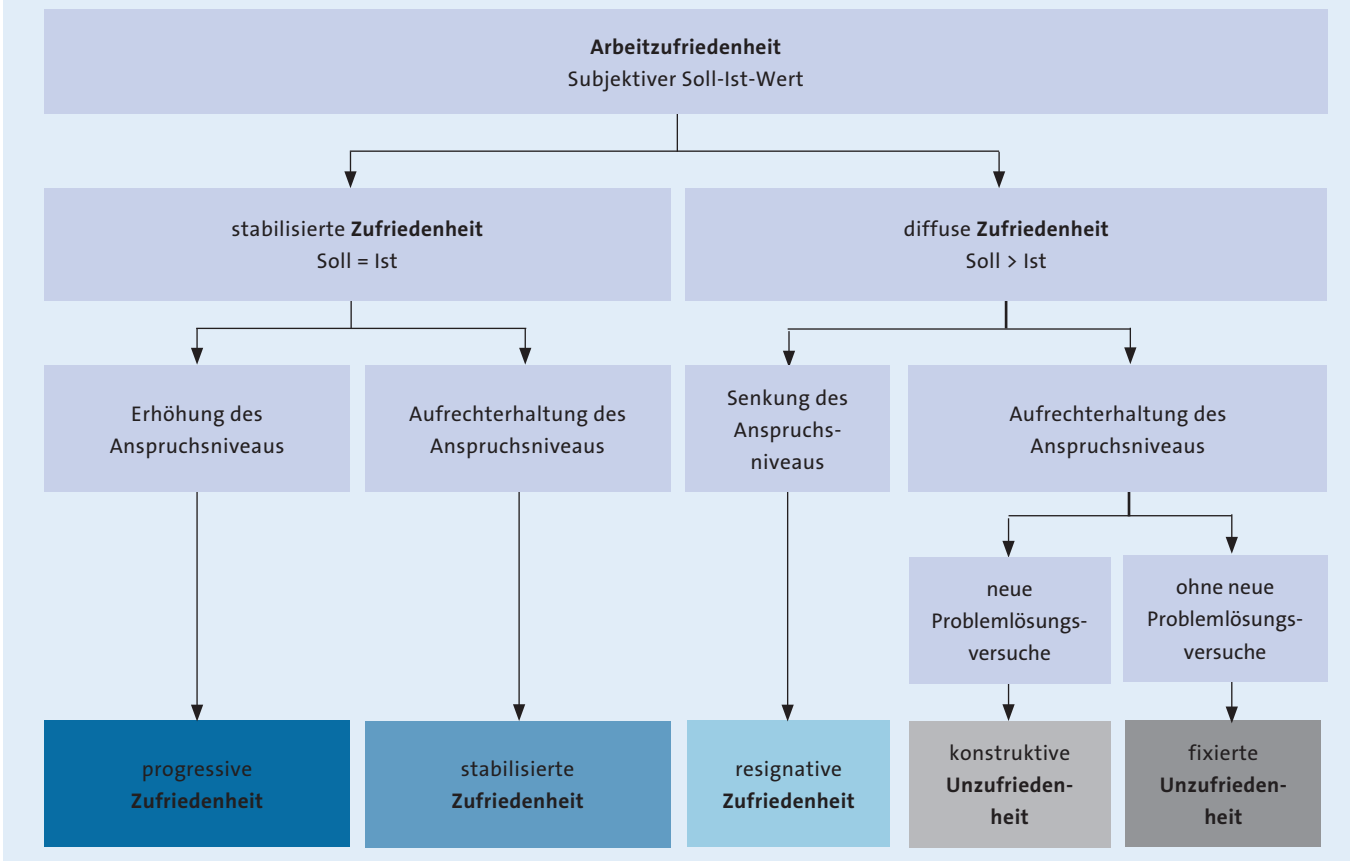 Arbeitzufriedenheit
Subjektiver Soll-Ist-Wert
stabilisierte Zufriedenheit
Soll = Ist
diffuse Zufriedenheit
Soll > Ist
Erhöhung des
Anspruchsniveaus
Aufrechterhaltung des
Anspruchsniveaus
Senkung des
Anspruchs-
niveaus
Aufrechterhaltung des
Anspruchsniveaus
neue
Problemlösungs-
versuche
ohne neue
Problemlösungs-
versuche
progressive
Zufriedenheit
stabilisierte
Zufriedenheit
resignative
Zufriedenheit
konstruktive
Unzufrieden-
heit
fixierte
Unzufrieden-
heit